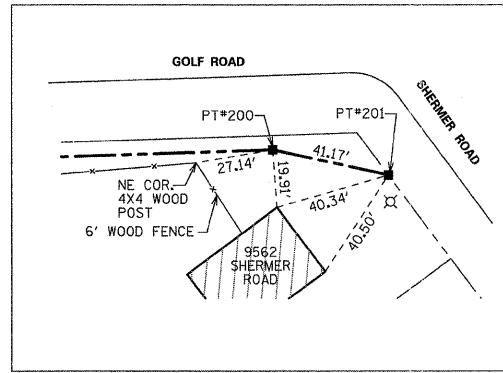 GOLF ROAD
SHERMER ROAD
PT#200
PT#201
41.17'
27.14'
19.91'
40.34'
40.50'
NE COR.
4X4 WOOD
POST
6' WOOD FENCE
9562
SHERMER
ROAD